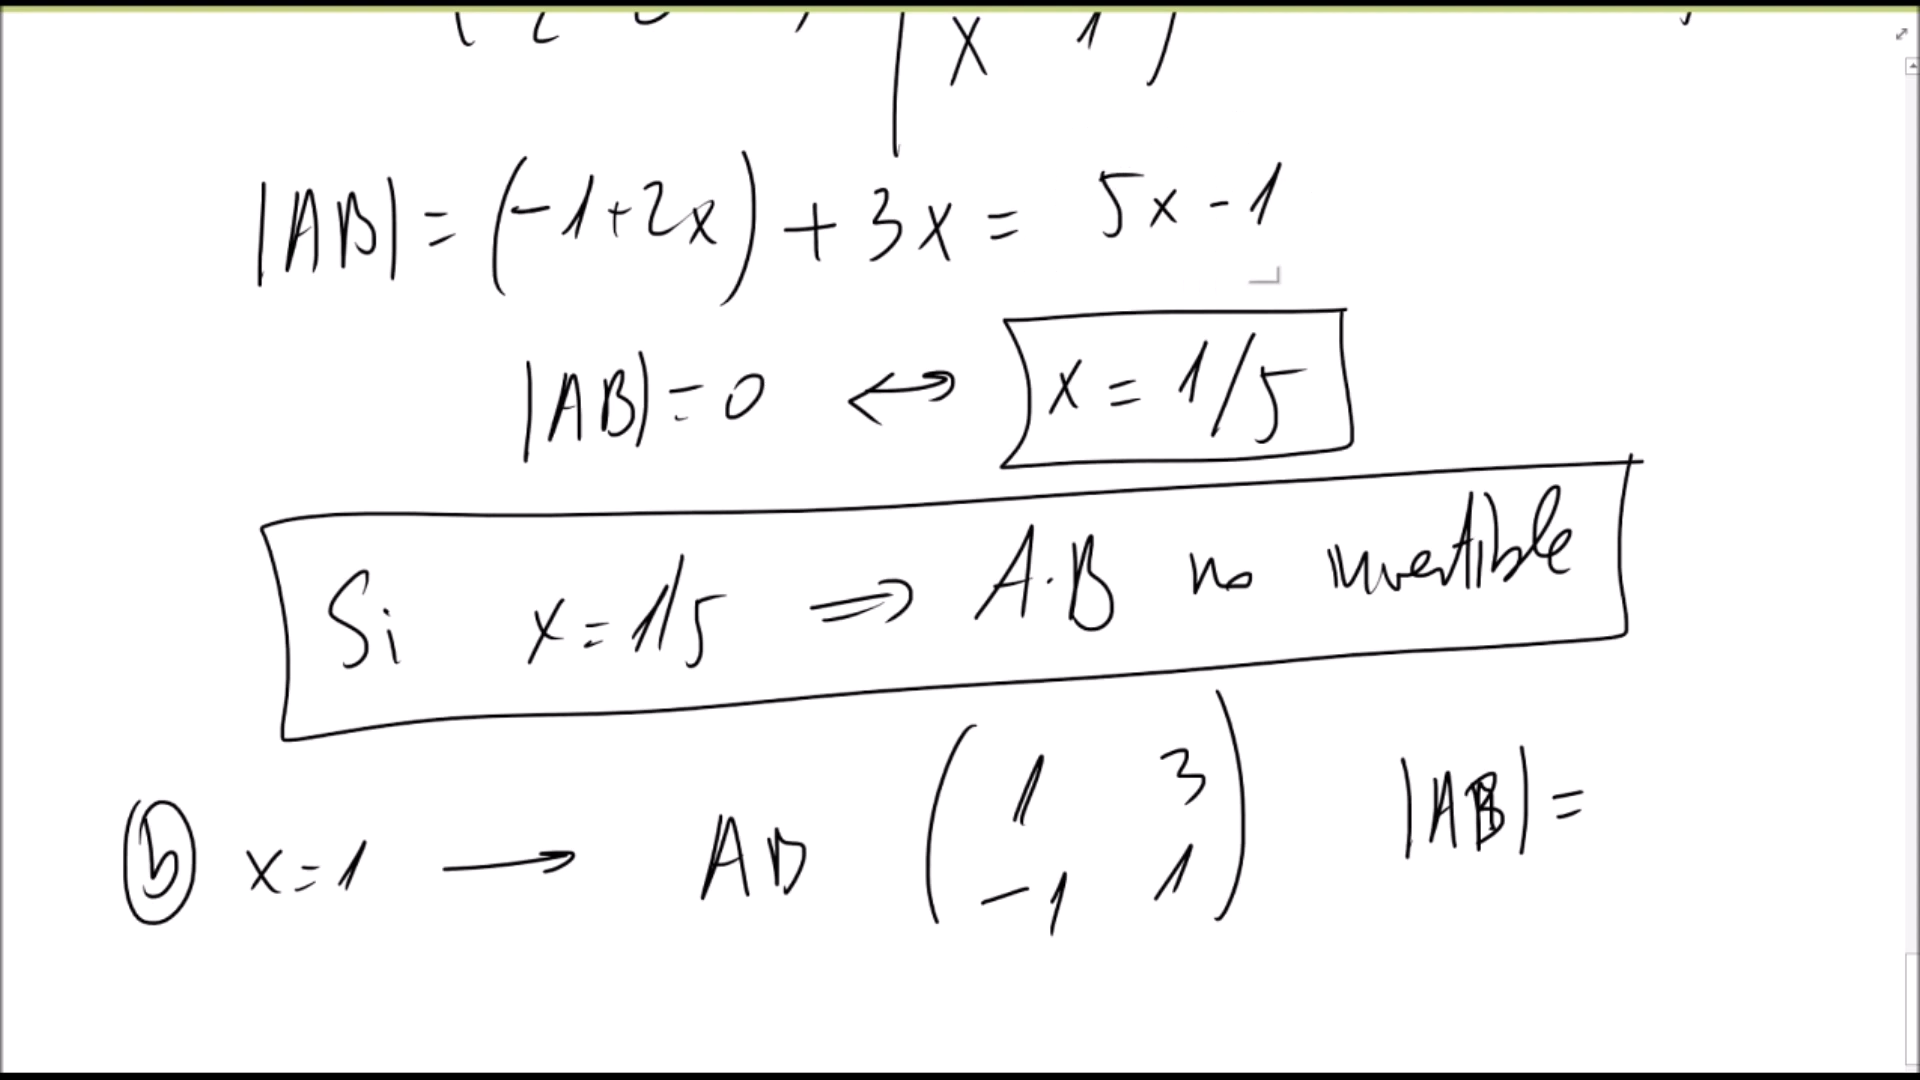 x 1
|AB| = (-1+2x) + 3x = 5x - 1
|AB| = 0 ↔ x = 1/5
Si x = 1/5 ⇒ A·B no invertible
b x = 1 → AB ( 1 3 |AB| =
-1 1 )